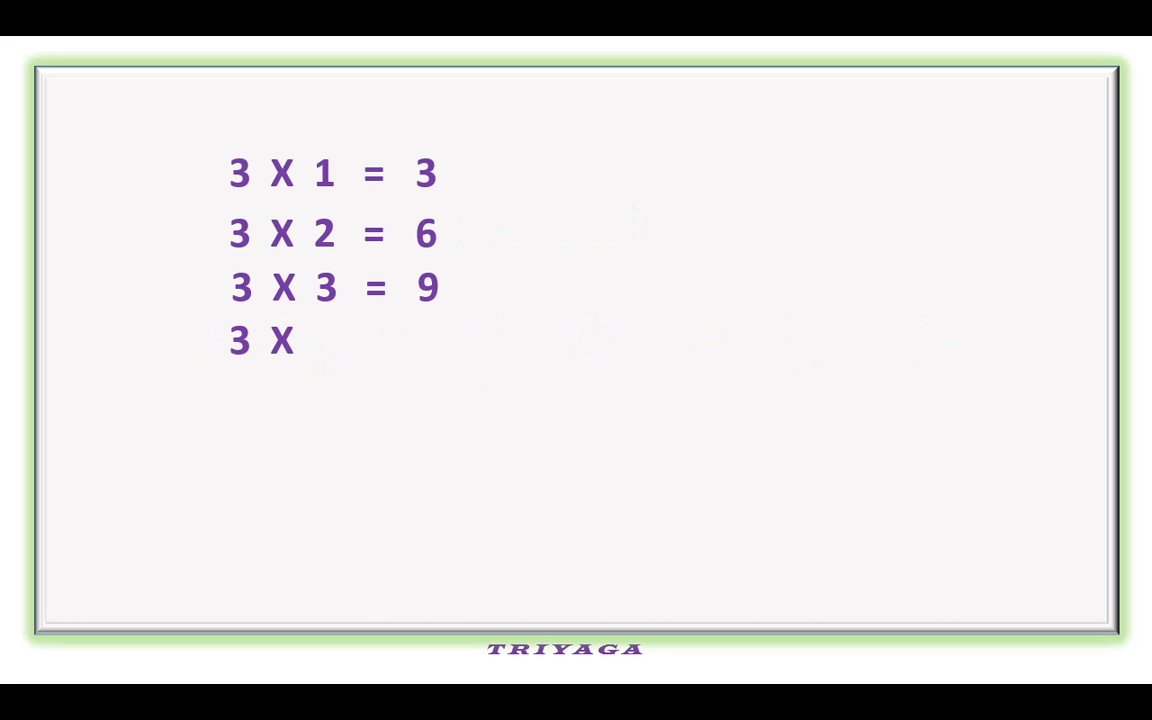 3 X 1 = 3
3 X 2 = 6
3 X 3 = 9
3 X
TRIYAGA